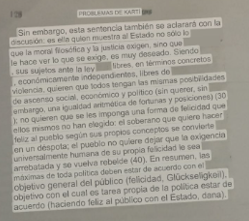 128 PROBLEMAS DE KARTI
Sin embargo, esta sentencia también se aclarará con la
discusión, es ella quien muestra al Estado no sólo lo
que la moral filosófica y la justicia exigen, sino que
le hace ver lo que se exige, es muy deseado. Siendo
sus sujetos ante la ley libres, en términos concretos
económicamente independientes, libres de
violencia, quieren que todos tengan las mismas posibilidades
de ascenso social, económico y político (sin querer, sin
embargo, una igualdad aritmética de fortunas y posiciones) (30
); no quieren que se les imponga una forma de felicidad que
ellos mismos no han elegido: el soberano que quiere hacer
feliz al pueblo según sus propios conceptos se convierte
en un déspota; el pueblo no quiere dejar que la exigencia
universalmente humana de su propia felicidad le sea
arrebatada y se vuelve rebelde (40). En resumen, las
máximas de toda política deben estar de acuerdo con el
objetivo general del público (felicidad, Glückseligkeit),
objetivo con el cual es tarea propia de la política estar de
acuerdo (haciendo feliz al público con el Estado, dana).